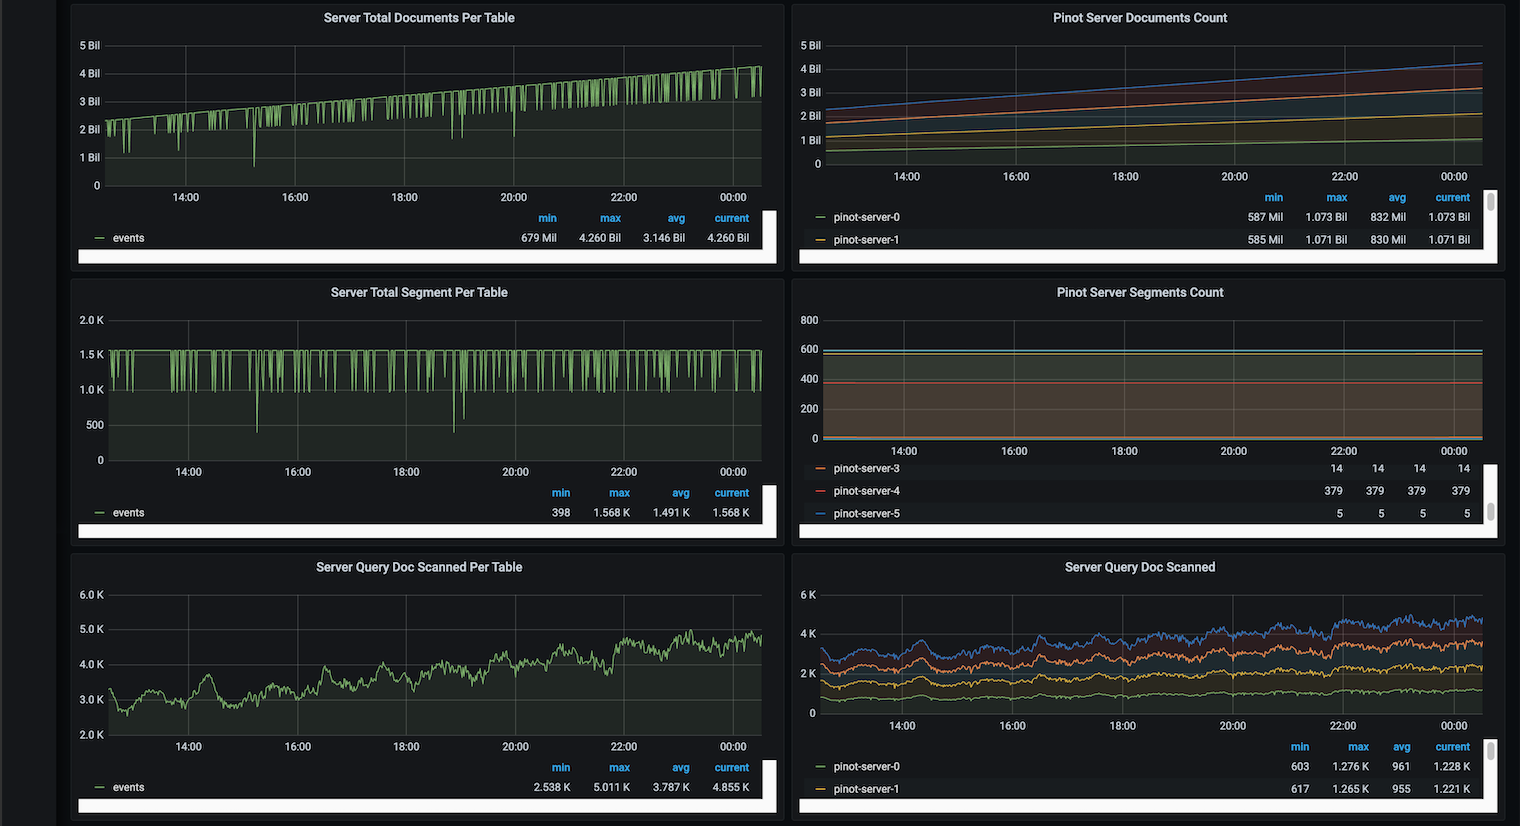 Server Total Documents Per Table
5 Bil
4 Bil
3 Bil
2 Bil
1 Bil
0
14:00 16:00 18:00 20:00 22:00 00:00
min max avg current
events 679 Mil 4.260 Bil 3.146 Bil 4.260 Bil
Pinot Server Documents Count
5 Bil
4 Bil
3 Bil
2 Bil
1 Bil
0
14:00 16:00 18:00 20:00 22:00 00:00
min max avg current
pinot-server-0 587 Mil 1.073 Bil 832 Mil 1.073 Bil
pinot-server-1 585 Mil 1.071 Bil 830 Mil 1.071 Bil
Server Total Segment Per Table
2.0 K
1.5 K
1.0 K
500
0
14:00 16:00 18:00 20:00 22:00 00:00
min max avg current
events 398 1.568 K 1.491 K 1.568 K
Pinot Server Segments Count
800
600
400
200
0
14:00 16:00 18:00 20:00 22:00 00:00
pinot-server-3 14 14 14 14
pinot-server-4 379 379 379 379
pinot-server-5 5 5 5 5
Server Query Doc Scanned Per Table
6.0 K
5.0 K
4.0 K
3.0 K
2.0 K
14:00 16:00 18:00 20:00 22:00 00:00
min max avg current
events 2.538 K 5.011 K 3.787 K 4.855 K
Server Query Doc Scanned
6 K
4 K
2 K
0
14:00 16:00 18:00 20:00 22:00 00:00
min max avg current
pinot-server-0 603 1.276 K 961 1.228 K
pinot-server-1 617 1.265 K 955 1.221 K